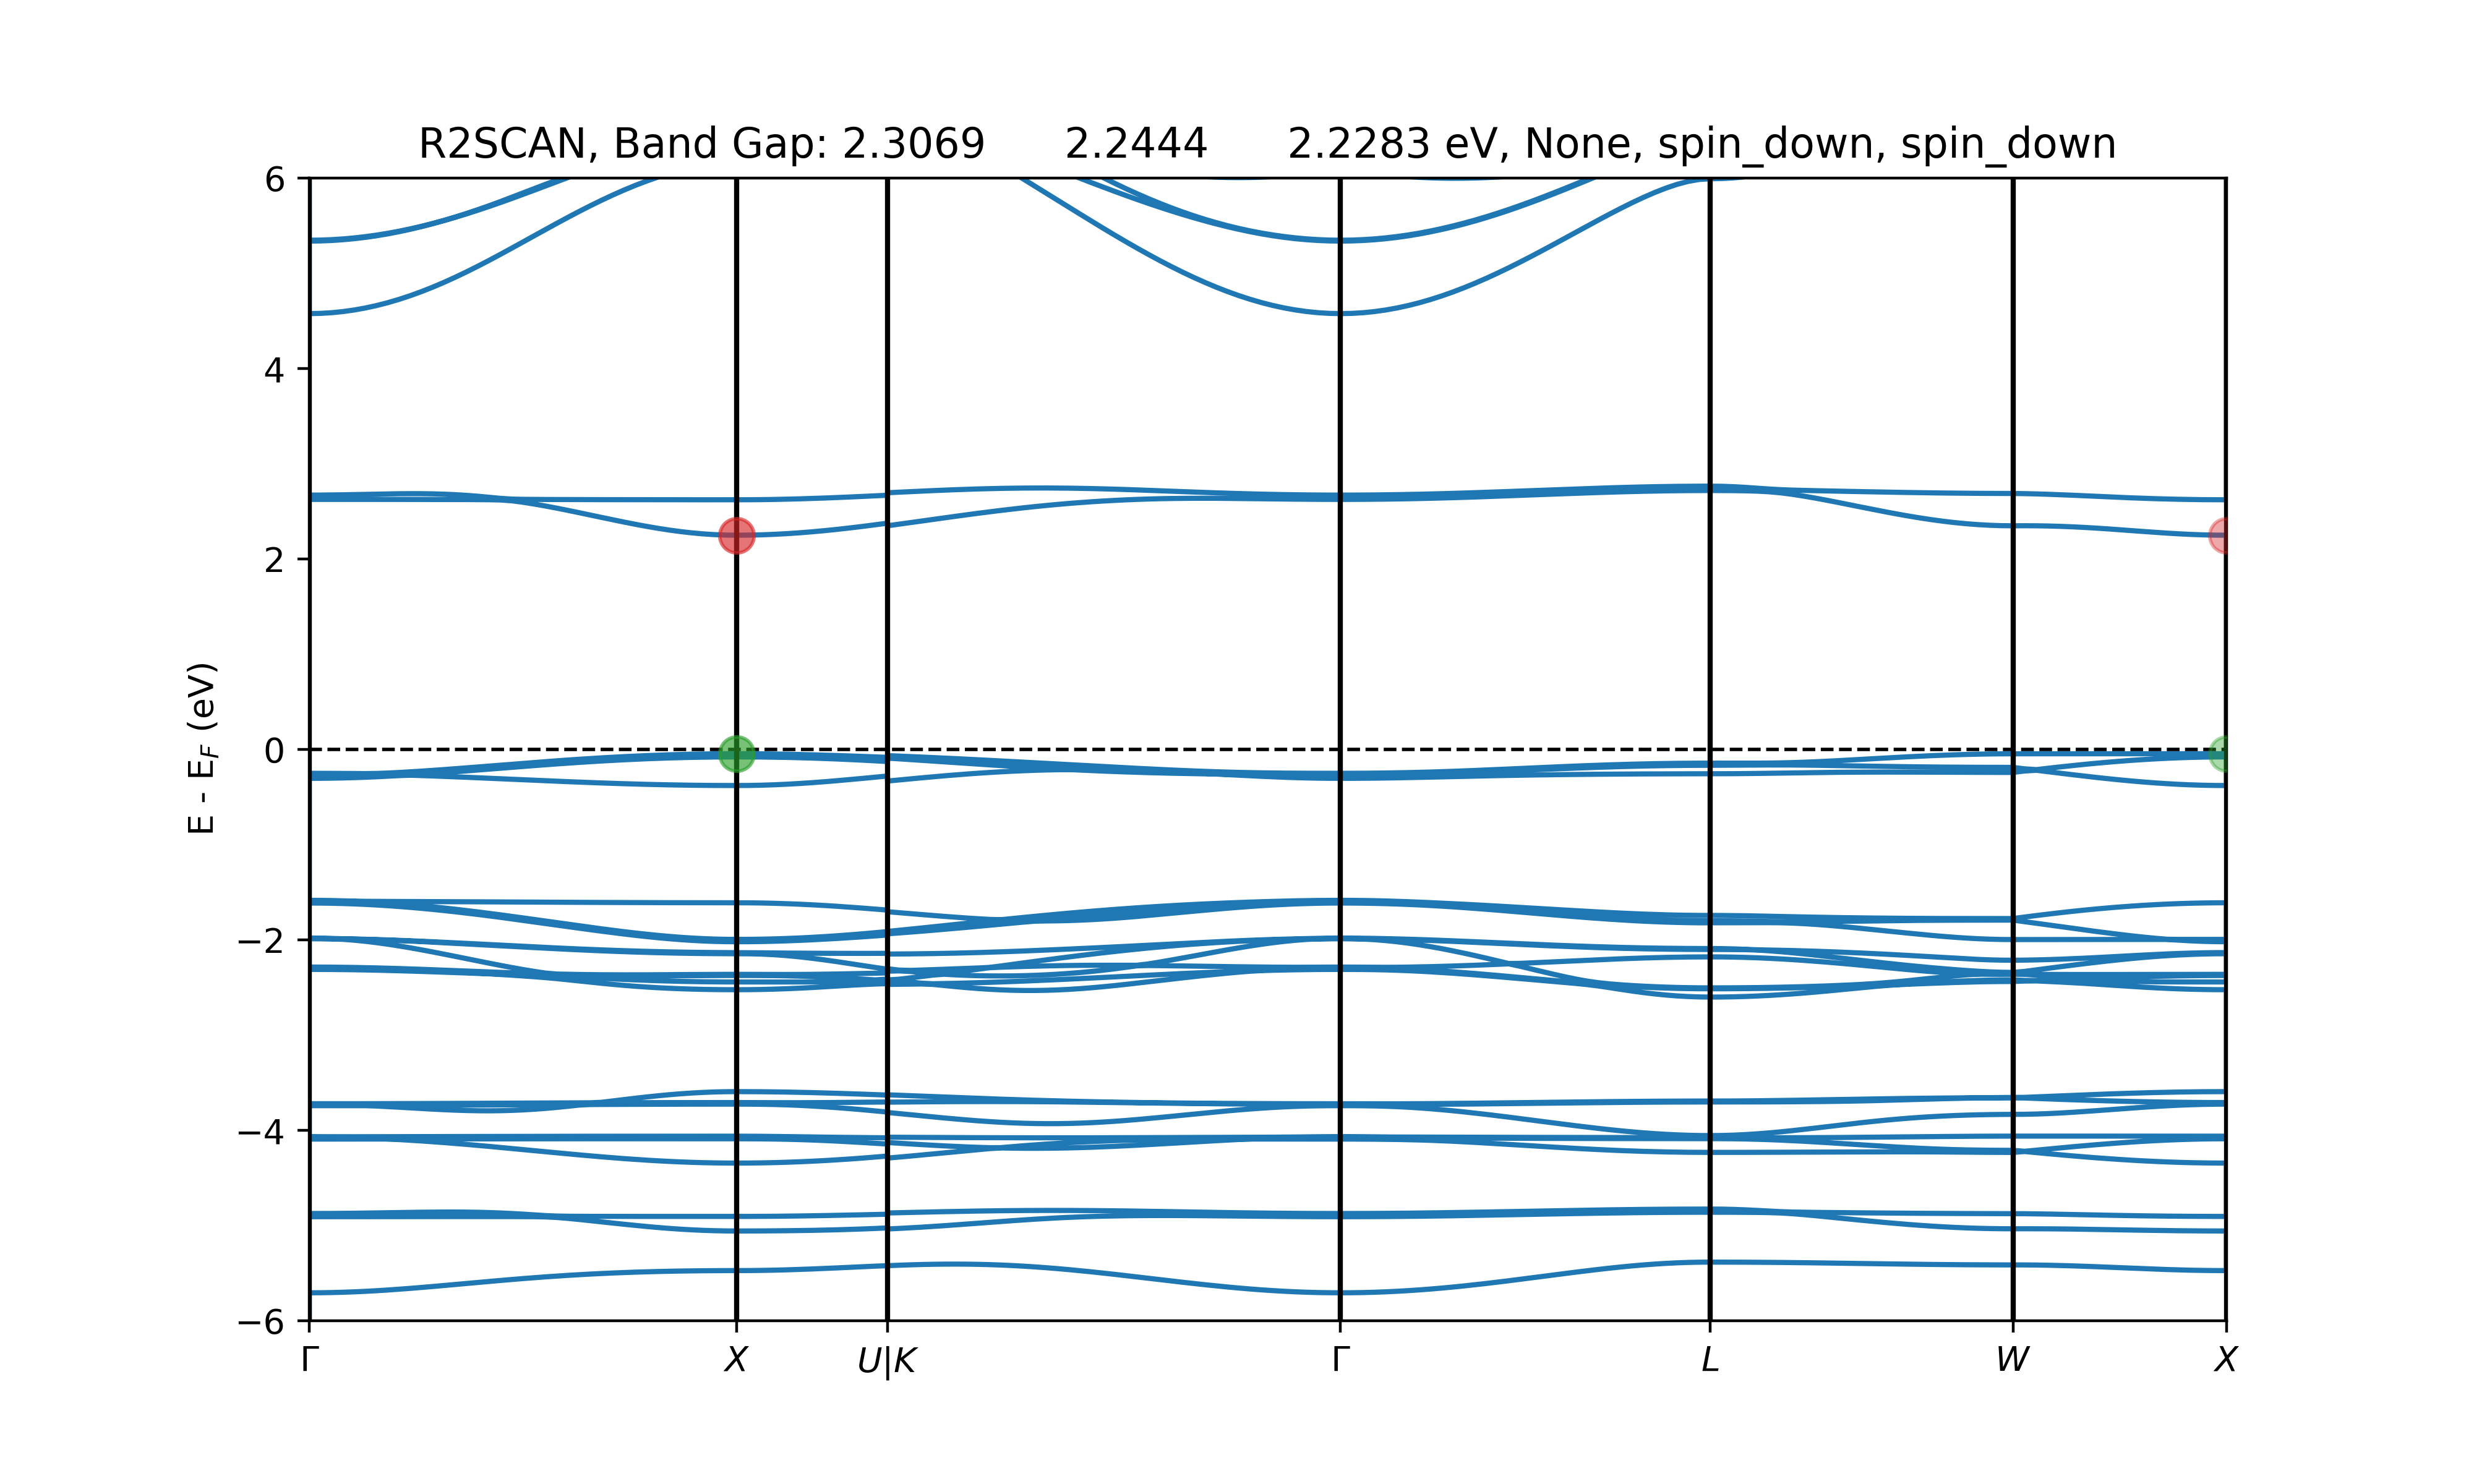 R2SCAN, Band Gap: 2.3069 2.2444 2.2283 eV, None, spin_down, spin_down
6
4
2
0
−2
−4
−6
E - E_F (eV)
Γ X U|K Γ L W X